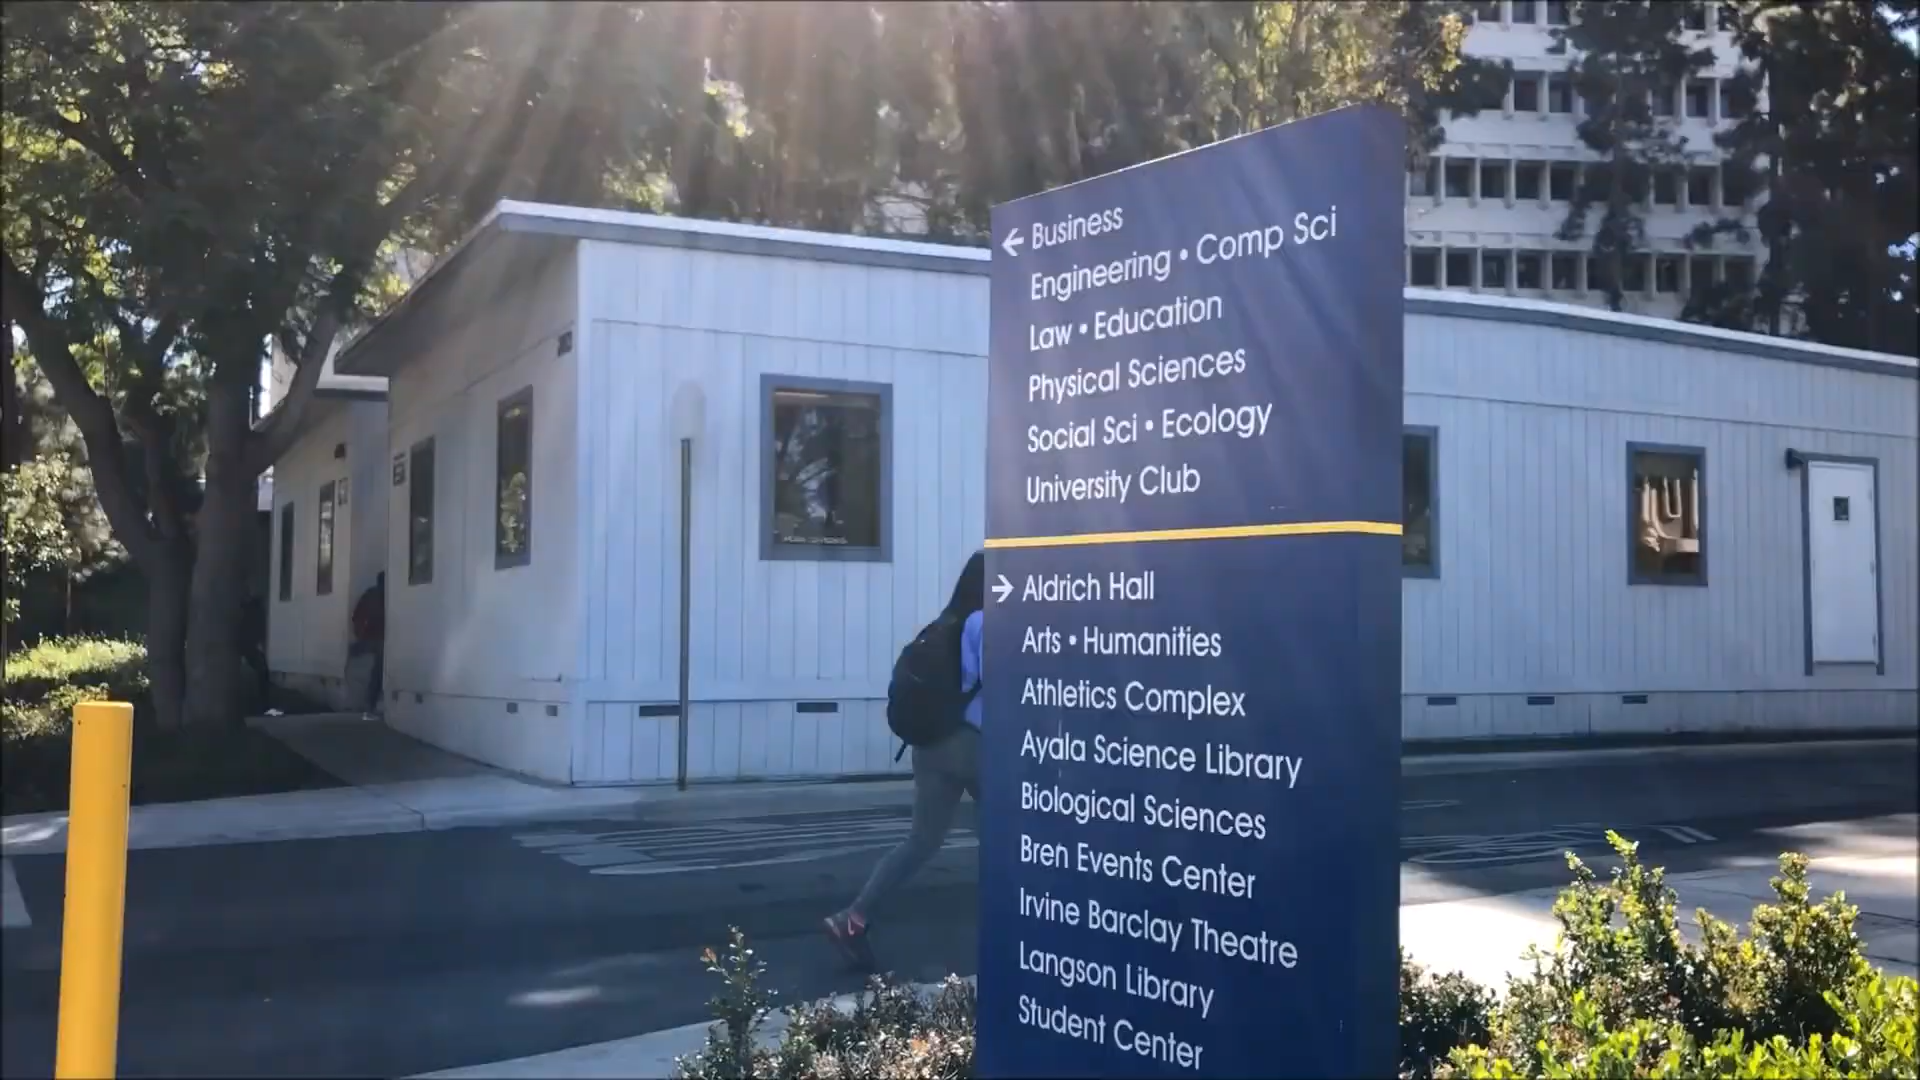 ← Business
Engineering • Comp Sci
Law • Education
Physical Sciences
Social Sci • Ecology
University Club
→ Aldrich Hall
Arts • Humanities
Athletics Complex
Ayala Science Library
Biological Sciences
Bren Events Center
Irvine Barclay Theatre
Langson Library
Student Center